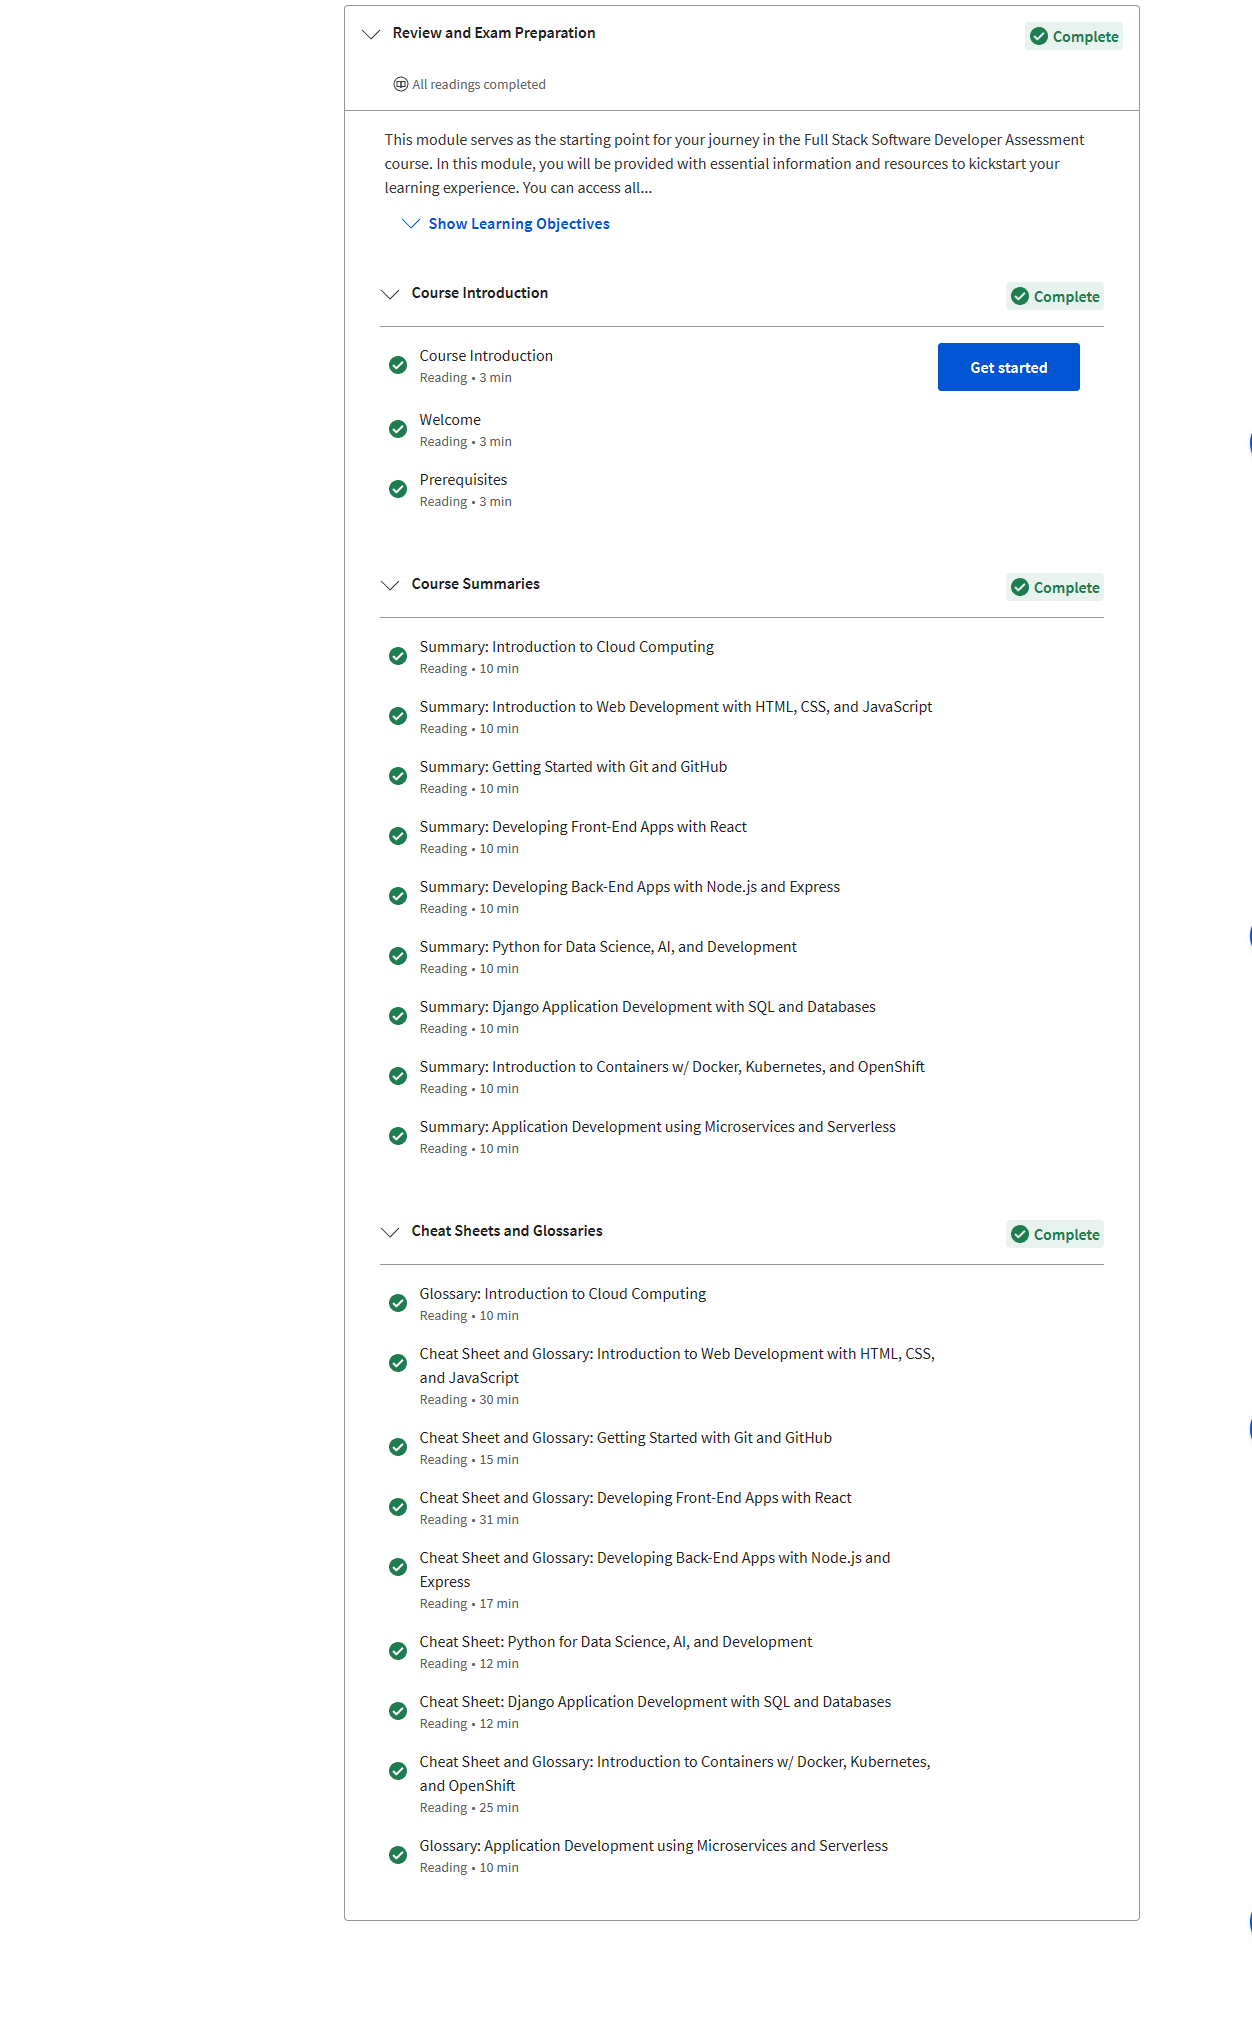 Review and Exam Preparation
Complete
All readings completed
This module serves as the starting point for your journey in the Full Stack Software Developer Assessment
course. In this module, you will be provided with essential information and resources to kickstart your
learning experience. You can access all...
Show Learning Objectives
Course Introduction
Complete
Course Introduction
Reading • 3 min
Get started
Welcome
Reading • 3 min
Prerequisites
Reading • 3 min
Course Summaries
Complete
Summary: Introduction to Cloud Computing
Reading • 10 min
Summary: Introduction to Web Development with HTML, CSS, and JavaScript
Reading • 10 min
Summary: Getting Started with Git and GitHub
Reading • 10 min
Summary: Developing Front-End Apps with React
Reading • 10 min
Summary: Developing Back-End Apps with Node.js and Express
Reading • 10 min
Summary: Python for Data Science, AI, and Development
Reading • 10 min
Summary: Django Application Development with SQL and Databases
Reading • 10 min
Summary: Introduction to Containers w/ Docker, Kubernetes, and OpenShift
Reading • 10 min
Summary: Application Development using Microservices and Serverless
Reading • 10 min
Cheat Sheets and Glossaries
Complete
Glossary: Introduction to Cloud Computing
Reading • 10 min
Cheat Sheet and Glossary: Introduction to Web Development with HTML, CSS,
and JavaScript
Reading • 30 min
Cheat Sheet and Glossary: Getting Started with Git and GitHub
Reading • 15 min
Cheat Sheet and Glossary: Developing Front-End Apps with React
Reading • 31 min
Cheat Sheet and Glossary: Developing Back-End Apps with Node.js and
Express
Reading • 17 min
Cheat Sheet: Python for Data Science, AI, and Development
Reading • 12 min
Cheat Sheet: Django Application Development with SQL and Databases
Reading • 12 min
Cheat Sheet and Glossary: Introduction to Containers w/ Docker, Kubernetes,
and OpenShift
Reading • 25 min
Glossary: Application Development using Microservices and Serverless
Reading • 10 min